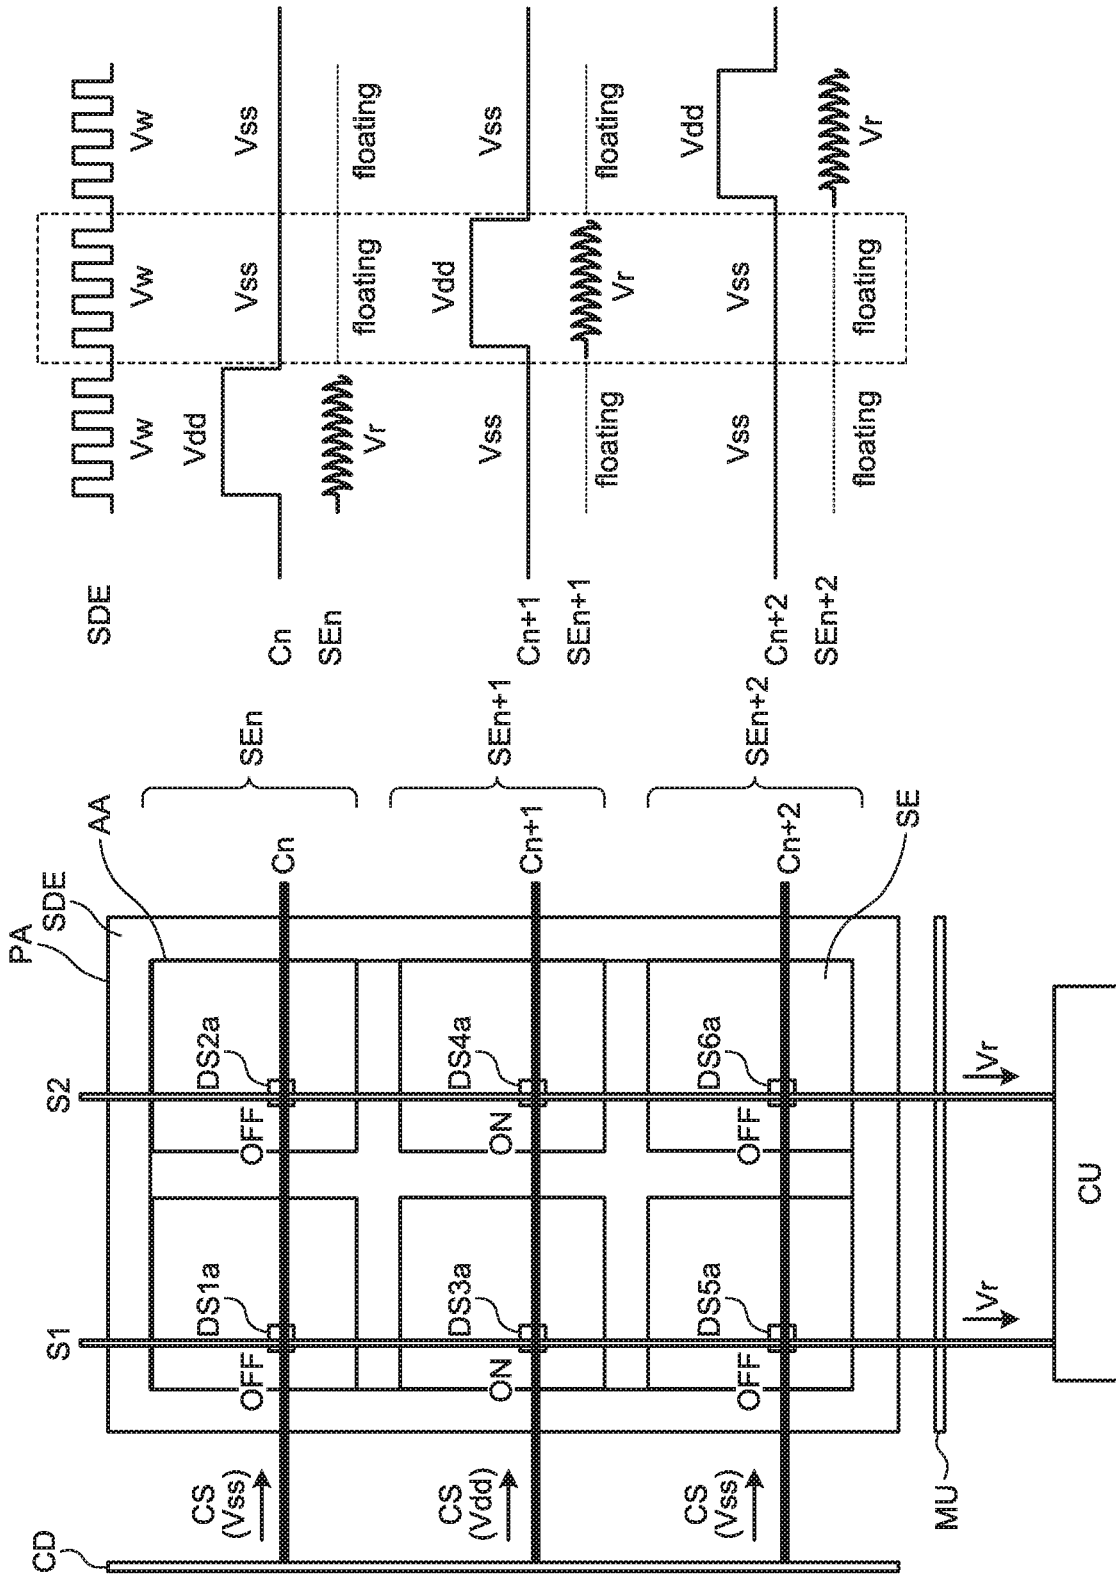 SDE
Vw
Vw
Vw
Cn
Vdd
Vss
Vss
SEn
Vr
floating
floating
Cn+1
Vss
Vdd
Vss
SEn+1
floating
Vr
floating
Cn+2
Vss
Vss
Vdd
SEn+2
floating
floating
Vr
PA
SDE
AA
S1
S2
CD
CS
(Vss)
OFF
DS1a
OFF
DS2a
Cn
SEn
CS
(Vdd)
ON
DS3a
ON
DS4a
Cn+1
SEn+1
CS
(Vss)
OFF
DS5a
OFF
DS6a
Cn+2
SEn+2
SE
MU
Vr
Vr
CU